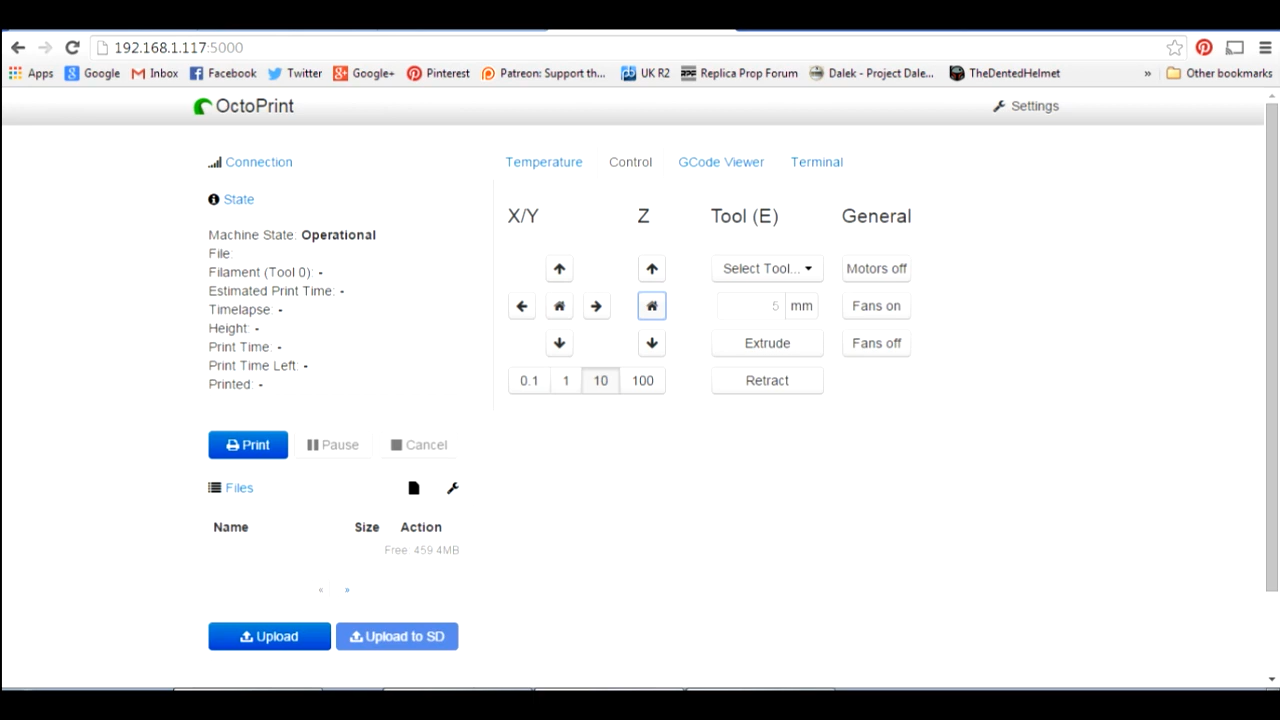 192.168.1.117:5000
Apps Google Inbox Facebook Twitter Google+ Pinterest Patreon: Support th... UK R2 Replica Prop Forum Dalek - Project Dale... TheDentedHelmet » Other bookmarks
OctoPrint Settings
Connection
State
Machine State: Operational
File:
Filament (Tool 0): -
Estimated Print Time: -
Timelapse: -
Height: -
Print Time: -
Print Time Left: -
Printed: -
Print Pause Cancel
Files
Name Size Action
Free: 459.4MB
« »
Upload Upload to SD
Temperature Control GCode Viewer Terminal
X/Y Z Tool (E) General
Select Tool... Motors off
5 mm Fans on
Extrude Fans off
0.1 1 10 100 Retract